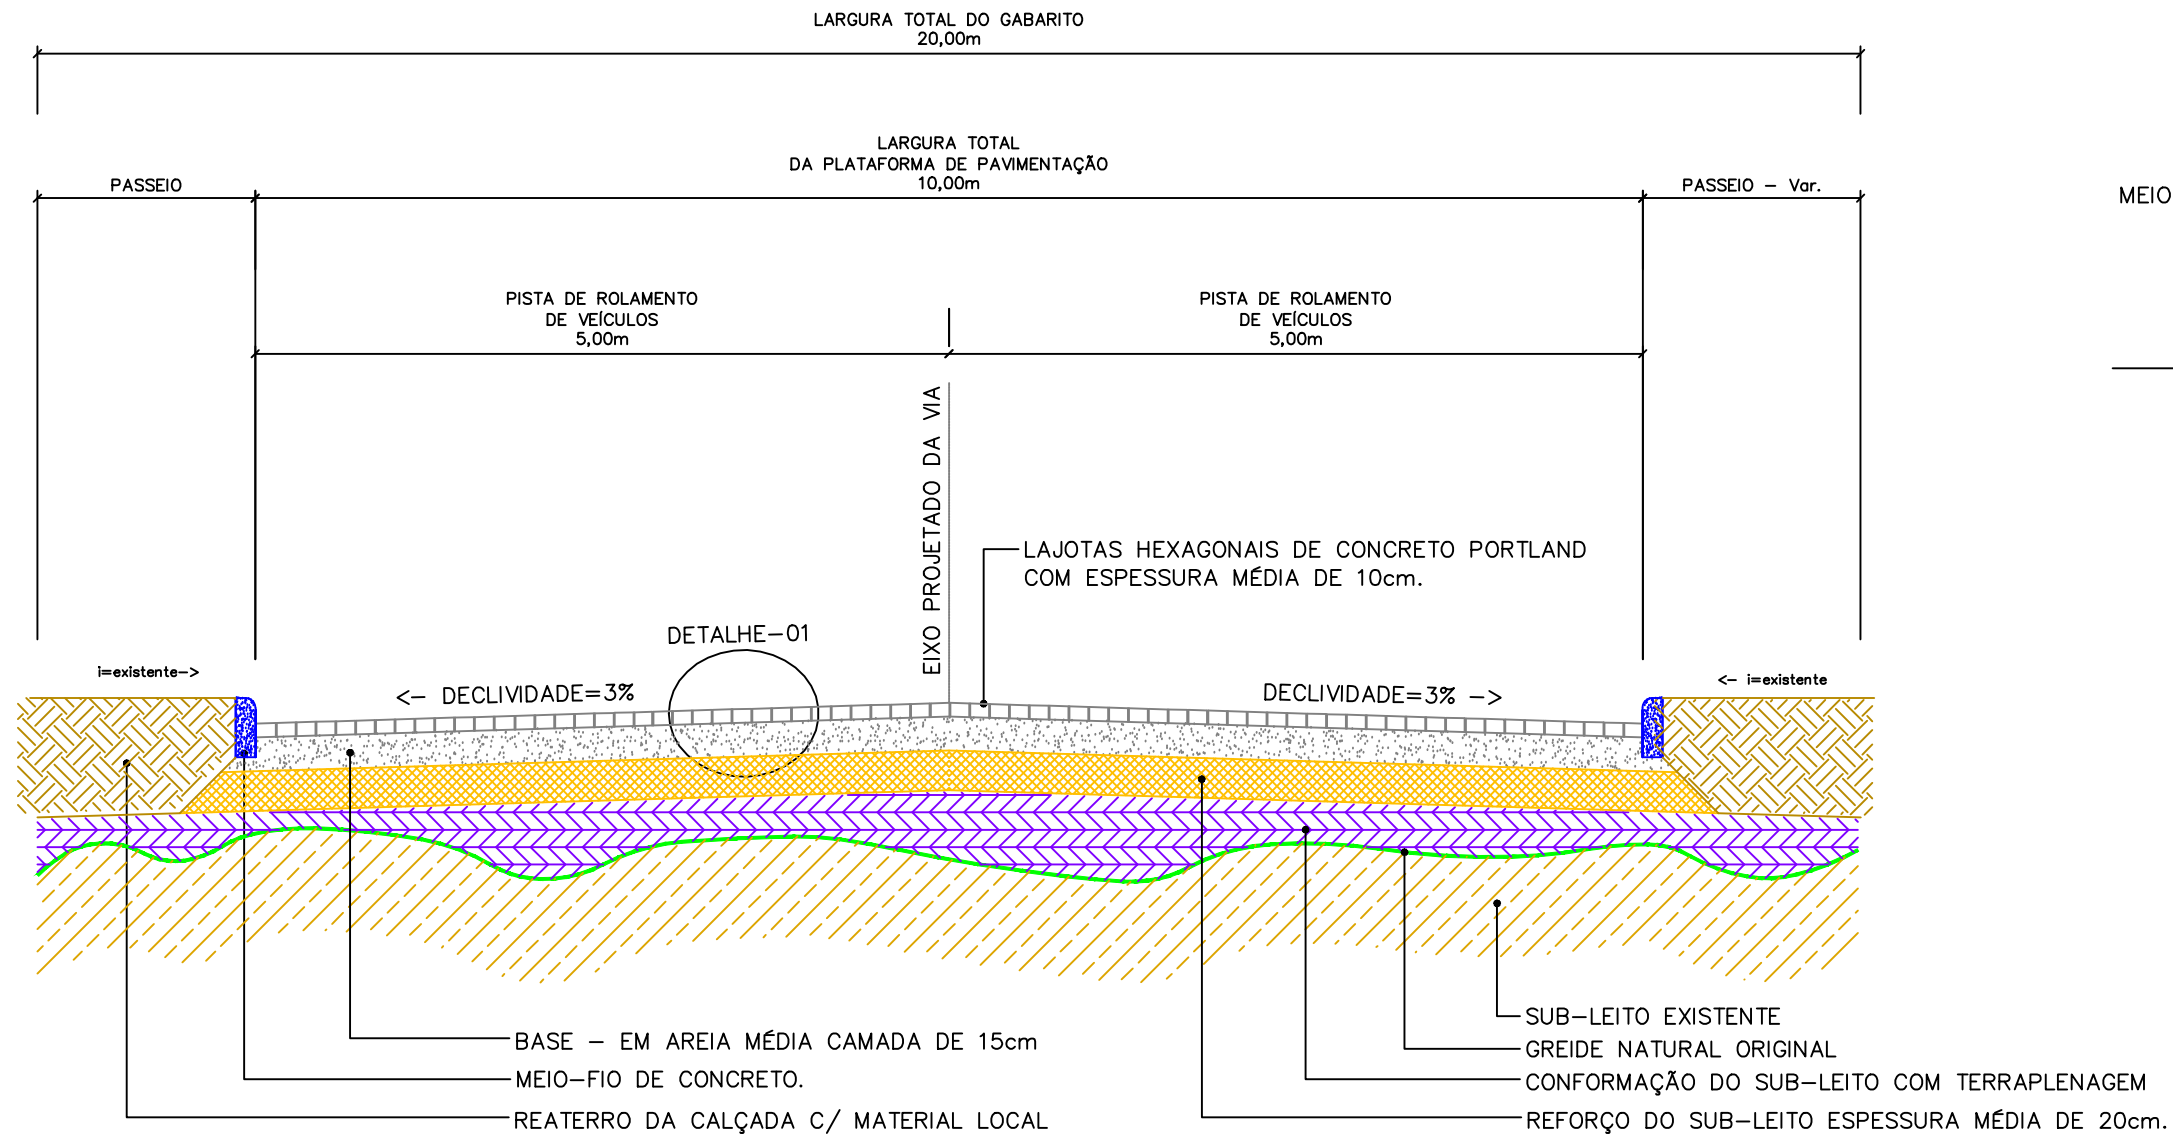 LARGURA TOTAL DO GABARITO
20,00m
LARGURA TOTAL
DA PLATAFORMA DE PAVIMENTAÇÃO
10,00m
PASSEIO
PASSEIO - Var.
MEIO
PISTA DE ROLAMENTO
DE VEÍCULOS
5,00m
PISTA DE ROLAMENTO
DE VEÍCULOS
5,00m
EIXO PROJETADO DA VIA
LAJOTAS HEXAGONAIS DE CONCRETO PORTLAND
COM ESPESSURA MÉDIA DE 10cm.
DETALHE-01
i=existente->
<- DECLIVIDADE=3%
DECLIVIDADE=3% ->
<- i=existente
BASE - EM AREIA MÉDIA CAMADA DE 15cm
MEIO-FIO DE CONCRETO.
REATERRO DA CALÇADA C/ MATERIAL LOCAL
SUB-LEITO EXISTENTE
GREIDE NATURAL ORIGINAL
CONFORMAÇÃO DO SUB-LEITO COM TERRAPLENAGEM
REFORÇO DO SUB-LEITO ESPESSURA MÉDIA DE 20cm.